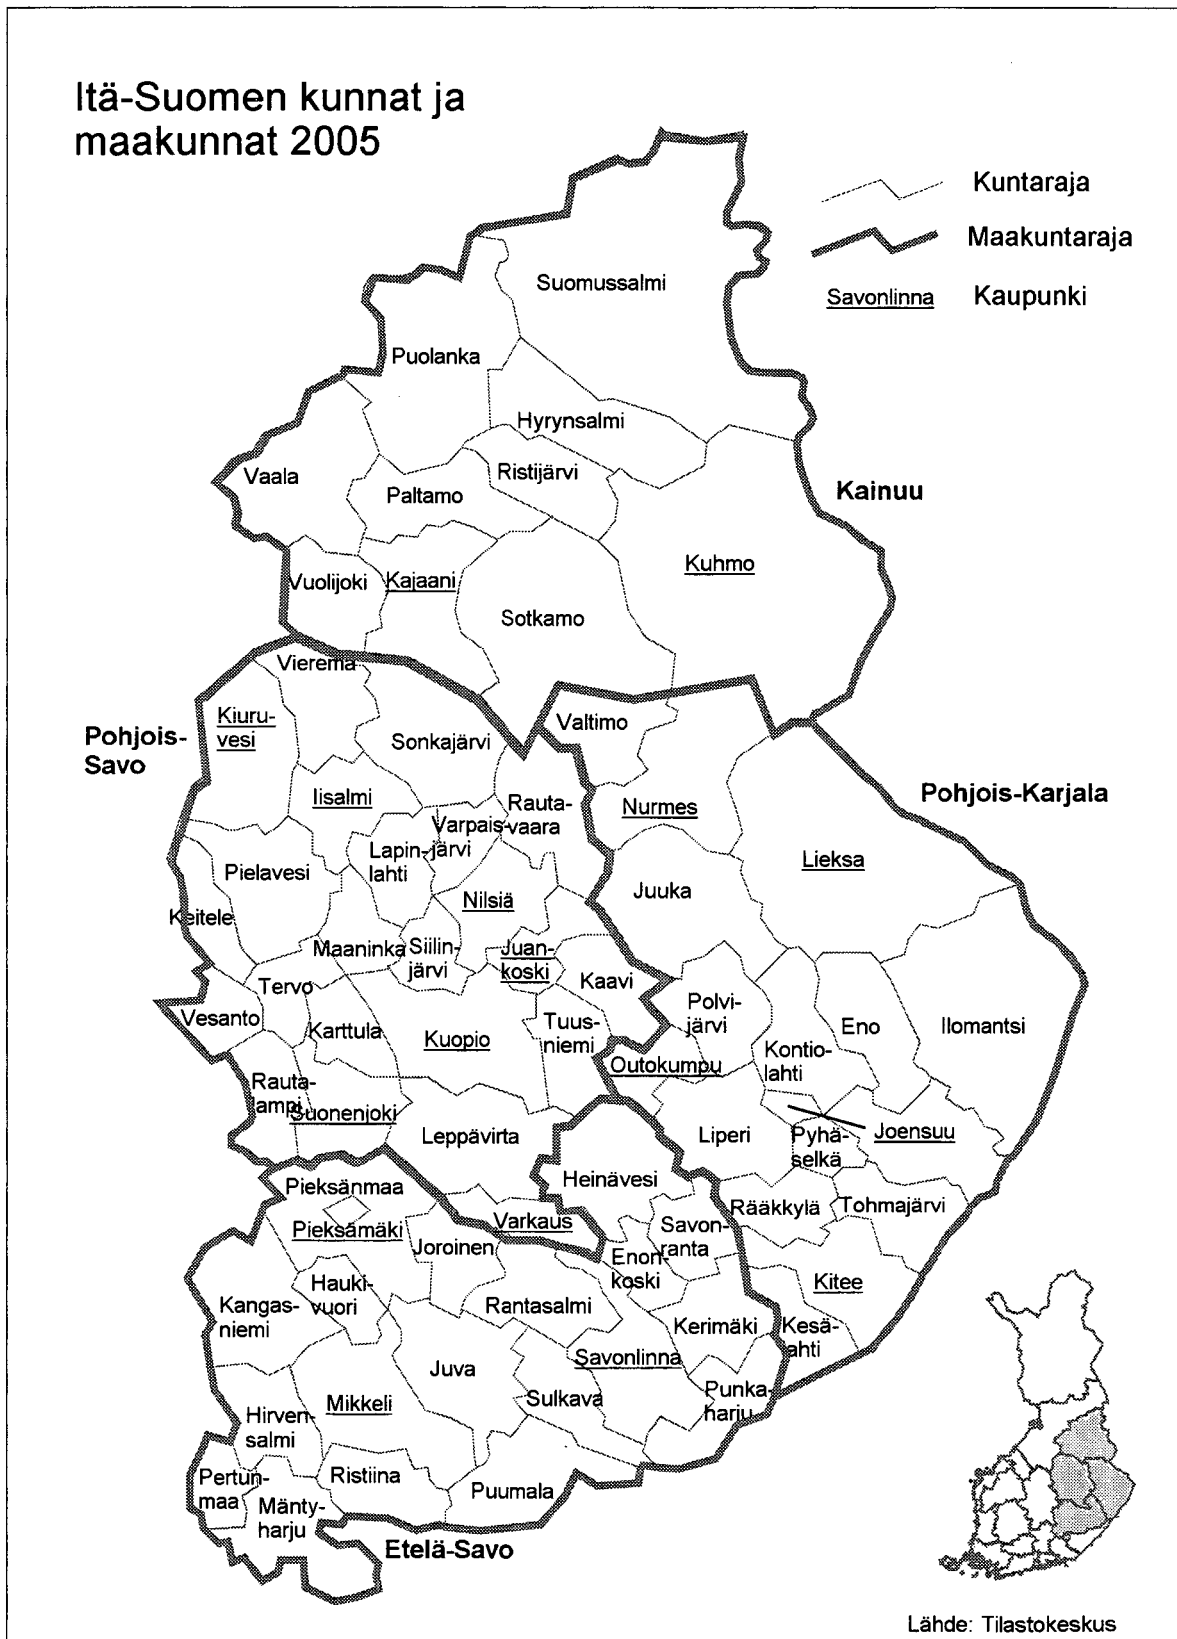 Itä-Suomen kunnat ja
maakunnat 2005
Kuntaraja
Maakuntaraja
Savonlinna
Kaupunki
Suomussalmi
Puolanka
Hyrynsalmi
Vaala
Ristijärvi
Paltamo
Kainuu
Kuhmo
Vuolijoki
Kajaani
Sotkamo
Vieremä
Kiuru-
vesi
Valtimo
Pohjois-
Savo
Sonkajärvi
Iisalmi
Rauta-
vaara
Nurmes
Pohjois-Karjala
Varpais-
järvi
Lapin-
lahti
Lieksa
Pielavesi
Juuka
Nilsiä
Keitele
Maaninka
Siilin-
järvi
Juan-
koski
Kaavi
Tervo
Polvi-
järvi
Vesanto
Karttula
Kuopio
Tuus-
niemi
Eno
Ilomantsi
Kontio-
lahti
Outokumpu
Rauta-
lampi
Suonenjoki
Leppävirta
Liperi
Pyhä-
selkä
Joensuu
Heinävesi
Pieksänmaa
Rääkkylä
Tohmajärvi
Pieksämäki
Varkaus
Savon-
ranta
Joroinen
Enon-
koski
Kitee
Hauki-
vuori
Kangas-
niemi
Rantasalmi
Kerimäki
Kesä-
lahti
Savonlinna
Juva
Punka-
harju
Mikkeli
Sulkava
Hirven-
salmi
Pertun-
maa
Ristiina
Puumala
Mänty-
harju
Etelä-Savo
Lähde: Tilastokeskus